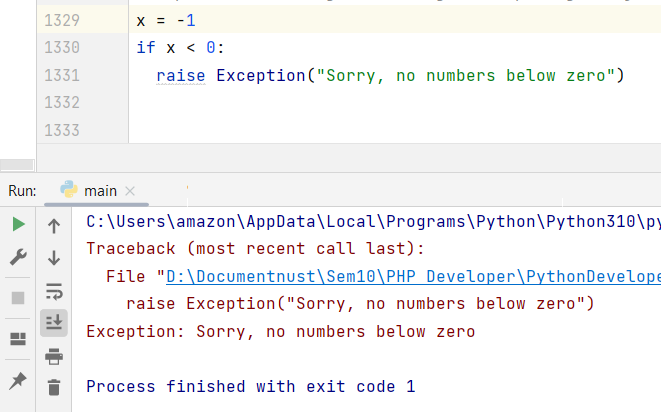 1329 x = -1
1330 if x < 0:
1331 raise Exception("Sorry, no numbers below zero")
1332
1333
Run: main
C:\Users\amazon\AppData\Local\Programs\Python\Python310\py
Traceback (most recent call last):
File "D:\Documentnust\Sem10\PHP Developer\PythonDevelope
raise Exception("Sorry, no numbers below zero")
Exception: Sorry, no numbers below zero
Process finished with exit code 1